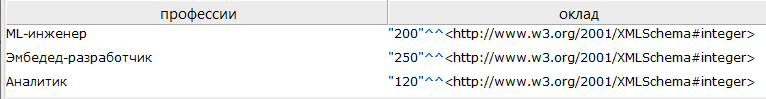 профессии оклад
ML-инженер "200"^^<http://www.w3.org/2001/XMLSchema#integer>
Эмбедед-разработчик "250"^^<http://www.w3.org/2001/XMLSchema#integer>
Аналитик "120"^^<http://www.w3.org/2001/XMLSchema#integer>